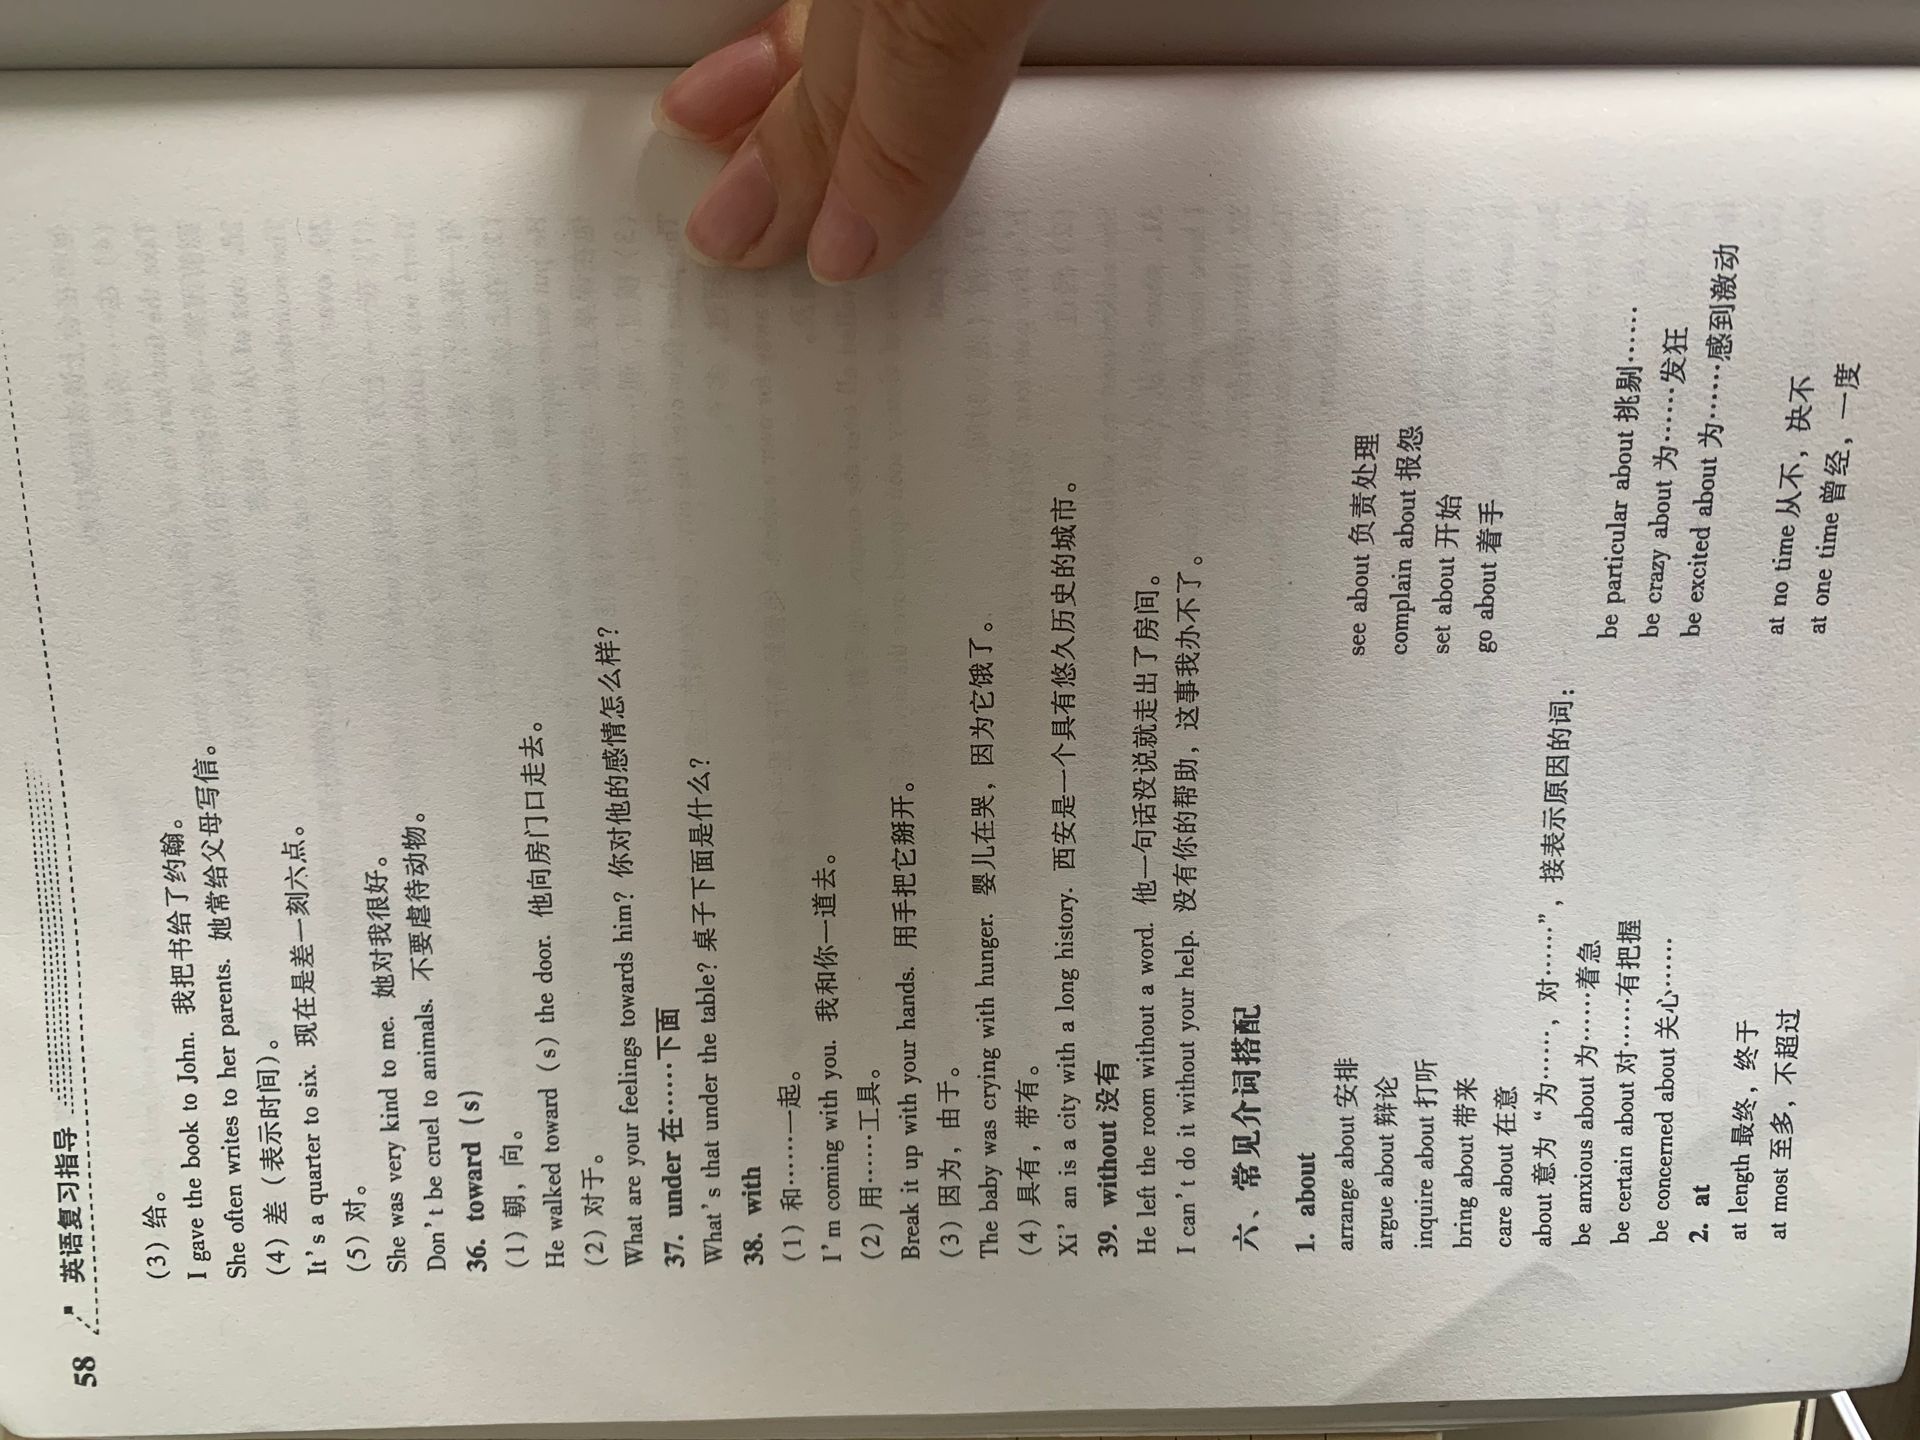 58 英语复习指导
(3) 给。
I gave the book to John. 我把书给了约翰。
She often writes to her parents. 她常给父母写信。
(4) 差（表示时间）。
It's a quarter to six. 现在是差一刻六点。
(5) 对。
She was very kind to me. 她对我很好。
Don't be cruel to animals. 不要虐待动物。
36. toward (s)
(1) 朝，向。
He walked toward (s) the door. 他向房门口走去。
(2) 对于。
What are your feelings towards him? 你对他的感情怎么样?
37. under 在……下面
What's that under the table? 桌子下面是什么?
38. with
(1) 和……一起。
I'm coming with you. 我和你一道去。
(2) 用……工具。
Break it up with your hands. 用手把它掰开。
(3) 因为，由于。
The baby was crying with hunger. 婴儿在哭，因为它饿了。
(4) 具有，带有。
Xi' an is a city with a long history. 西安是一个具有悠久历史的城市。
39. without 没有
He left the room without a word. 他一句话没说就走出了房间。
I can't do it without your help. 没有你的帮助，这事我办不了。
六、常见介词搭配
1. about
arrange about 安排
argue about 辩论
inquire about 打听
bring about 带来
care about 在意
see about 负责处理
complain about 报怨
set about 开始
go about 着手
about 意为“为……，对……”，接表示原因的词:
be anxious about 为……着急
be certain about 对……有把握
be concerned about 关心……
be particular about 挑剔……
be crazy about 为……发狂
be excited about 为……感到激动
2. at
at length 最终，终于
at most 至多，不超过
at no time 从不，决不
at one time 曾经，一度